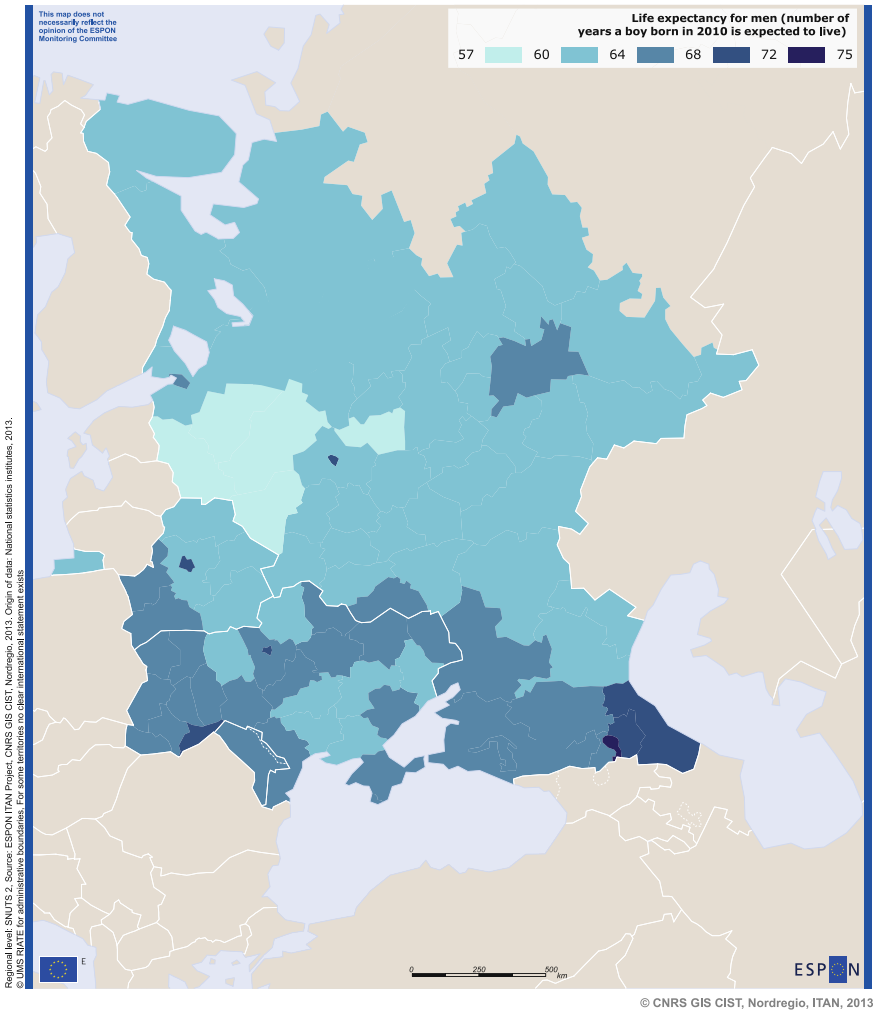 This map does not
necessarily reflect the
opinion of the ESPON
Monitoring Committee
Life expectancy for men (number of
years a boy born in 2010 is expected to live)
57 60 64 68 72 75
Regional level: SNUTS 2, Source: ESPON ITAN Project, CNRS GIS CIST, Nordregio, 2013. Origin of data: National statistics institutes, 2013.
© UMS RIATE for administrative boundaries, For some territories no clear international statement exists
E
0 250 500
km
ESPON
© CNRS GIS CIST, Nordregio, ITAN, 2013